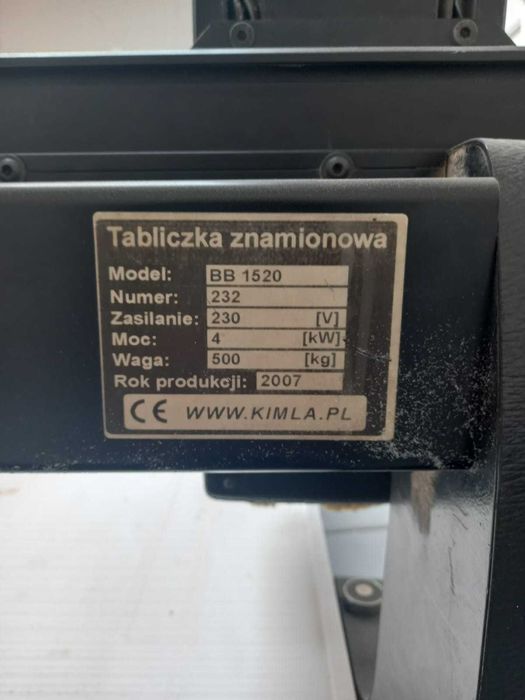 Tabliczka znamionowa
Model: BB 1520
Numer: 232
Zasilanie: 230 [V]
Moc: 4 [kW]
Waga: 500 [kg]
Rok produkcji: 2007
CE WWW.KIMLA.PL